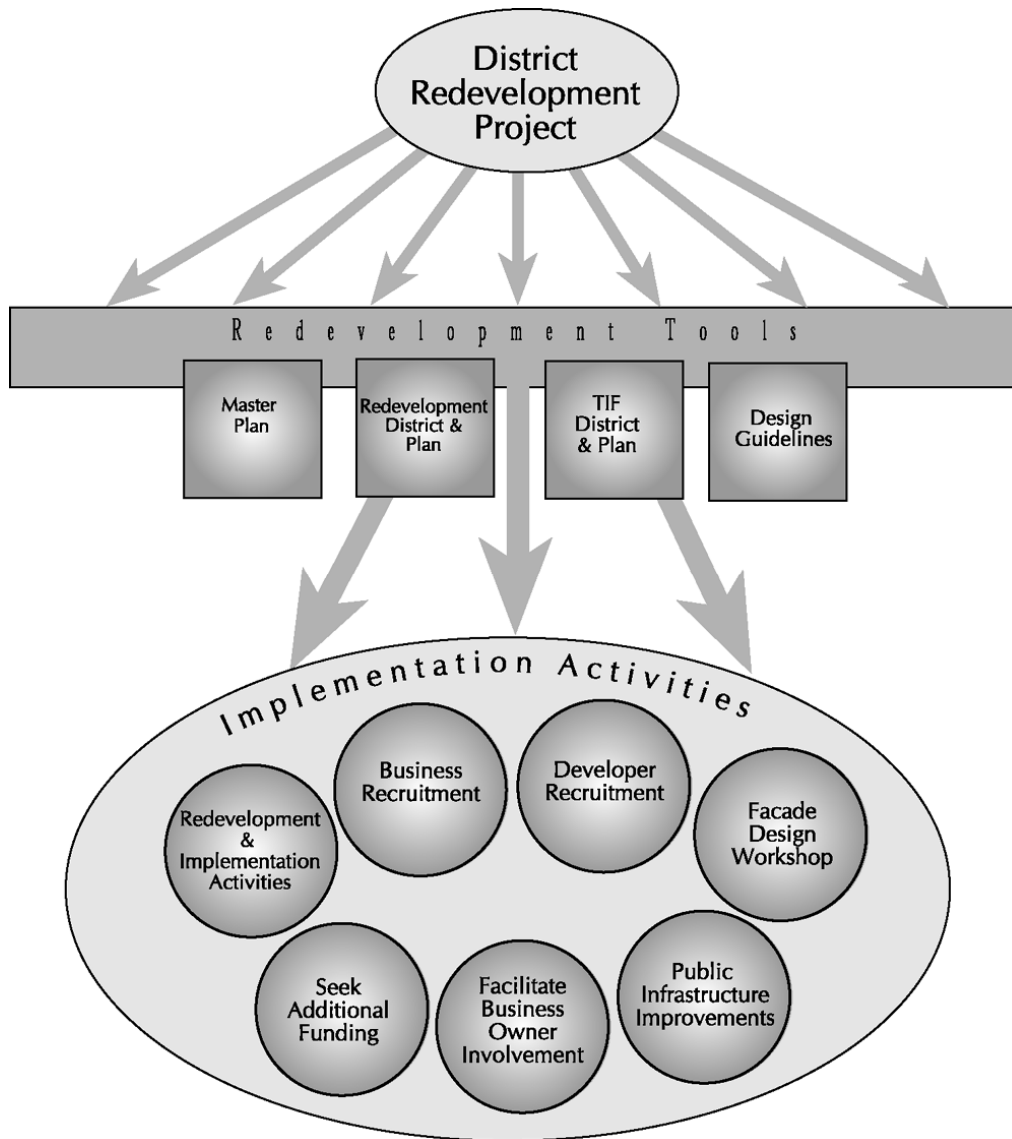 District
Redevelopment
Project
Redevelopment Tools
Master
Plan
Redevelopment
District &
Plan
TIF
District
& Plan
Design
Guidelines
Implementation Activities
Business
Recruitment
Developer
Recruitment
Redevelopment
&
Implementation
Activities
Facade
Design
Workshop
Seek
Additional
Funding
Facilitate
Business
Owner
Involvement
Public
Infrastructure
Improvements